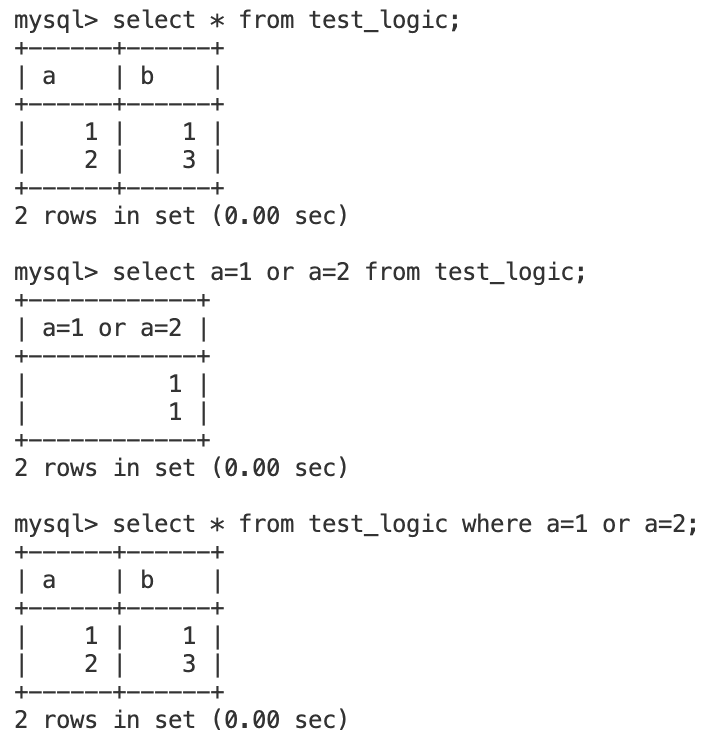 mysql> select * from test_logic;
+------+------+
| a    | b    |
+------+------+
|    1 |    1 |
|    2 |    3 |
+------+------+
2 rows in set (0.00 sec)

mysql> select a=1 or a=2 from test_logic;
+------------+
| a=1 or a=2 |
+------------+
|          1 |
|          1 |
+------------+
2 rows in set (0.00 sec)

mysql> select * from test_logic where a=1 or a=2;
+------+------+
| a    | b    |
+------+------+
|    1 |    1 |
|    2 |    3 |
+------+------+
2 rows in set (0.00 sec)